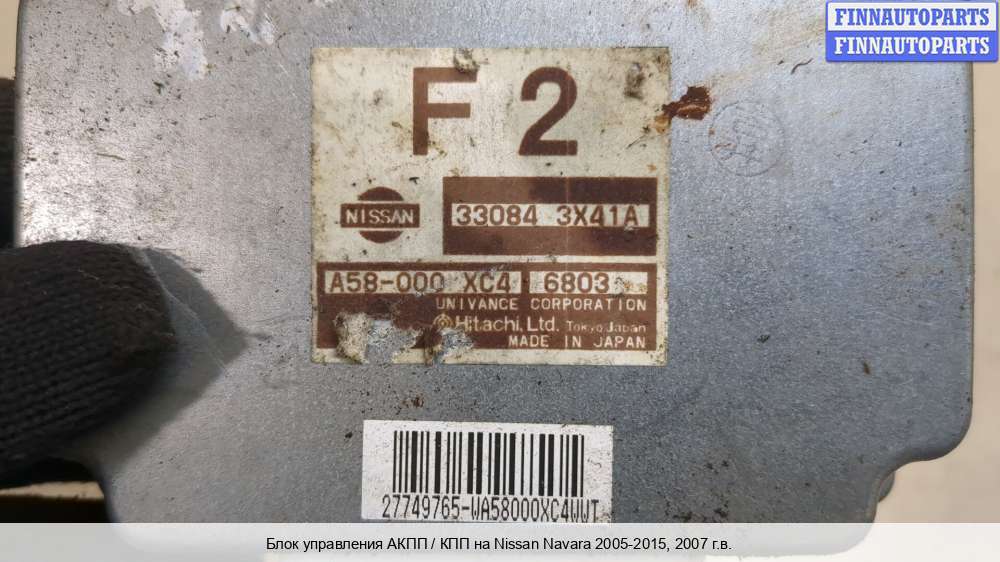 FINNAUTOPARTS
FINNAUTOPARTS
F 2
NISSAN
33084 3X41A
A58-000 XC4 6803
UNIVANCE CORPORATION
Hitachi, Ltd. Tokyo Japan
MADE IN JAPAN
27749765-WA58000XC4WWT
Блок управления АКПП / КПП на Nissan Navara 2005-2015, 2007 г.в.